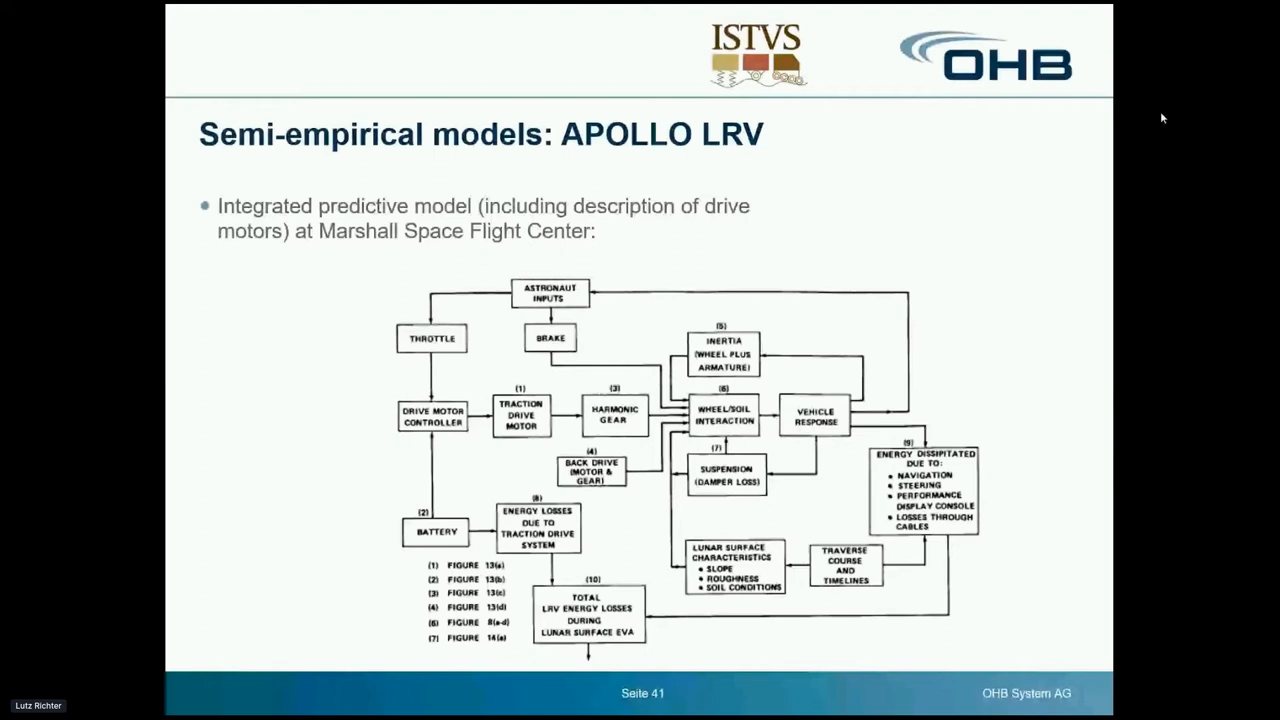 ISTVS
OHB
Semi-empirical models: APOLLO LRV
Integrated predictive model (including description of drive
motors) at Marshall Space Flight Center:
ASTRONAUT
INPUTS
THROTTLE
BRAKE
(5)
INERTIA
(WHEEL PLUS
ARMATURE)
DRIVE MOTOR
CONTROLLER
(1)
TRACTION
DRIVE
MOTOR
(3)
HARMONIC
GEAR
(6)
WHEEL/SOIL
INTERACTION
VEHICLE
RESPONSE
(4)
BACK DRIVE
(MOTOR &
GEAR)
(7)
SUSPENSION
(DAMPER LOSS)
(9)
ENERGY DISSIPITATED
DUE TO:
• NAVIGATION
• STEERING
• PERFORMANCE
DISPLAY CONSOLE
• LOSSES THROUGH
CABLES
(2)
BATTERY
(8)
ENERGY LOSSES
DUE TO
TRACTION DRIVE
SYSTEM
LUNAR SURFACE
CHARACTERISTICS
• SLOPE
• ROUGHNESS
• SOIL CONDITIONS
TRAVERSE
COURSE
AND
TIMELINES
(10)
TOTAL
LRV ENERGY LOSSES
DURING
LUNAR SURFACE EVA
(1) FIGURE 13(a)
(2) FIGURE 13(b)
(3) FIGURE 13(c)
(4) FIGURE 13(d)
(6) FIGURE 8(a-d)
(7) FIGURE 14(a)
Seite 41
OHB System AG
Lutz Richter